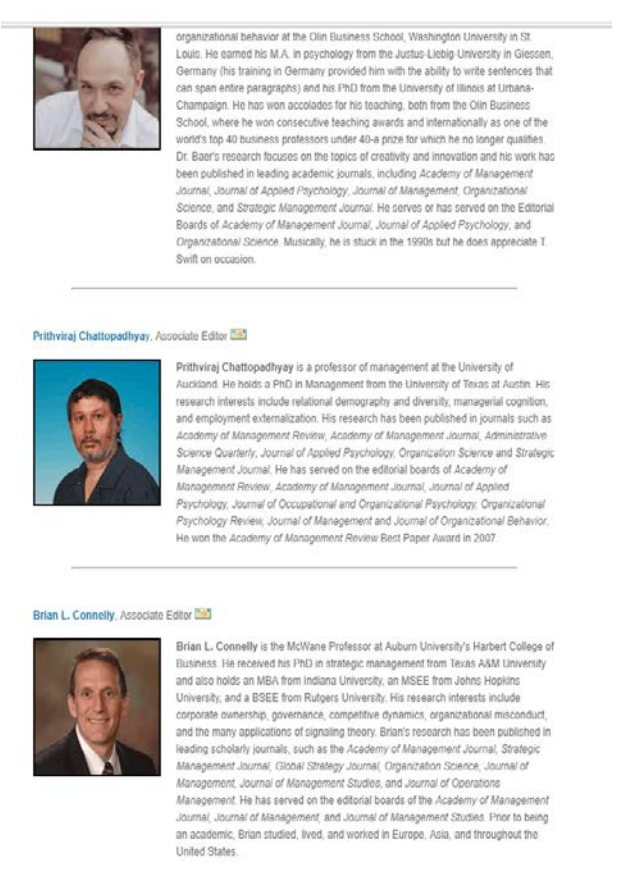 organizational behavior at the Olin Business School, Washington University in St.
Louis. He earned his M.A. in psychology from the Justus-Liebig-University in Giessen,
Germany (his training in Germany provided him with the ability to write sentences that
can span entire paragraphs) and his PhD from the University of Illinois at Urbana-
Champaign. He has won accolades for his teaching, both from the Olin Business
School, where he won consecutive teaching awards and internationally as one of the
world's top 40 business professors under 40-a prize for which he no longer qualifies.
Dr. Baer's research focuses on the topics of creativity and innovation and his work has
been published in leading academic journals, including Academy of Management
Journal, Journal of Applied Psychology, Journal of Management, Organizational
Science, and Strategic Management Journal. He serves or has served on the Editorial
Boards of Academy of Management Journal, Journal of Applied Psychology, and
Organizational Science. Musically, he is stuck in the 1990s but he does appreciate T.
Swift on occasion.
Prithviraj Chattopadhyay, Associate Editor
Prithviraj Chattopadhyay is a professor of management at the University of
Auckland. He holds a PhD in Management from the University of Texas at Austin. His
research interests include relational demography and diversity, managerial cognition,
and employment externalization. His research has been published in journals such as
Academy of Management Review, Academy of Management Journal, Administrative
Science Quarterly, Journal of Applied Psychology, Organization Science and Strategic
Management Journal. He has served on the editorial boards of Academy of
Management Review, Academy of Management Journal, Journal of Applied
Psychology, Journal of Occupational and Organizational Psychology, Organizational
Psychology Review, Journal of Management and Journal of Organizational Behavior.
He won the Academy of Management Review Best Paper Award in 2007.
Brian L. Connelly, Associate Editor
Brian L. Connelly is the McWane Professor at Auburn University's Harbert College of
Business. He received his PhD in strategic management from Texas A&M University
and also holds an MBA from Indiana University, an MSEE from Johns Hopkins
University, and a BSEE from Rutgers University. His research interests include
corporate ownership, governance, competitive dynamics, organizational misconduct,
and the many applications of signaling theory. Brian's research has been published in
leading scholarly journals, such as the Academy of Management Journal, Strategic
Management Journal, Global Strategy Journal, Organization Science, Journal of
Management, Journal of Management Studies, and Journal of Operations
Management. He has served on the editorial boards of the Academy of Management
Journal, Journal of Management, and Journal of Management Studies. Prior to being
an academic, Brian studied, lived, and worked in Europe, Asia, and throughout the
United States.